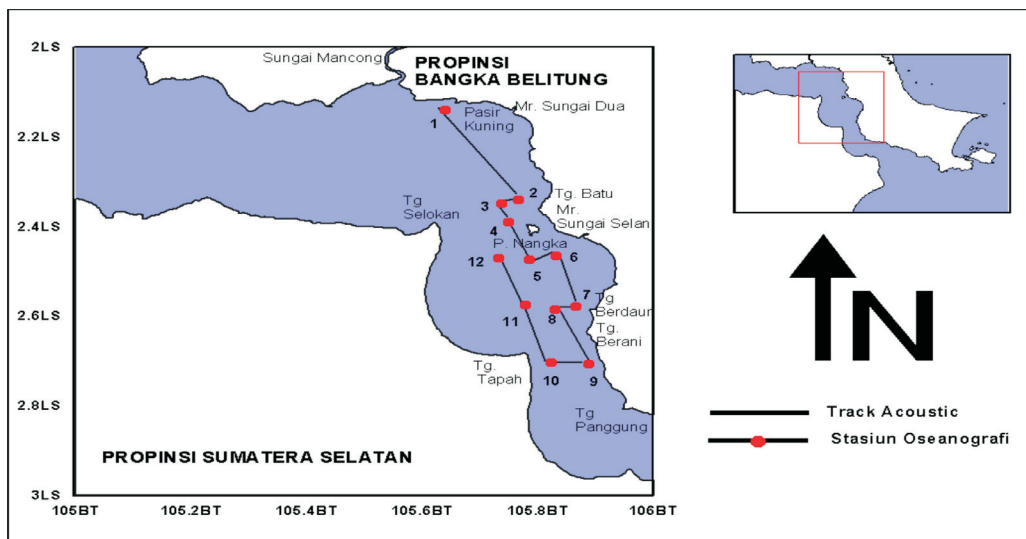 2LS
Sungai Mancong
PROPINSI
BANGKA BELITUNG
Mr. Sungai Dua
Pasir
Kuning
1
2.2LS
2
Tg. Batu
3
Tg
Selokan
Mr.
Sungai Selan
2.4LS
4
P. Nangka
12
5
6
7
Tg
Berdaun
2.6LS
11
8
Tg.
Berani
Tg.
Tapah
10
9
2.8LS
Tg
Panggung
PROPINSI SUMATERA SELATAN
3LS
105BT
105.2BT
105.4BT
105.6BT
105.8BT
106BT
N
Track Acoustic
Stasiun Oseanografi